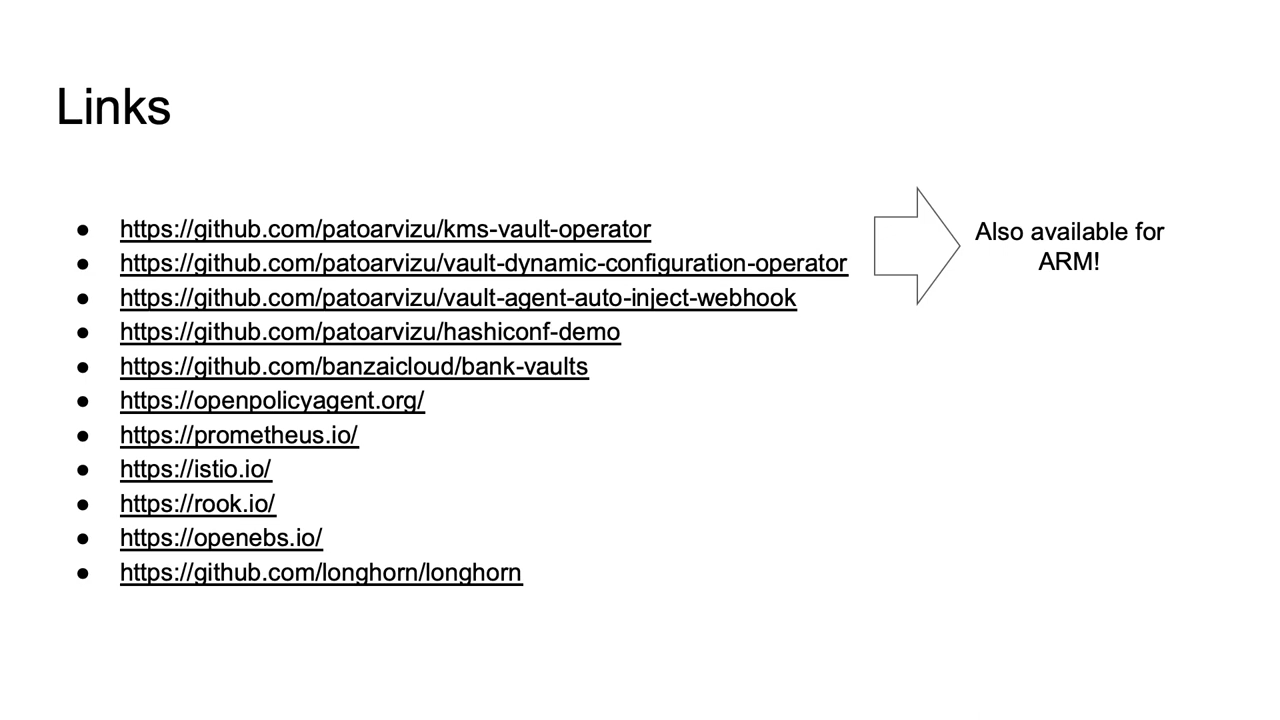 Links
● https://github.com/patoarvizu/kms-vault-operator
● https://github.com/patoarvizu/vault-dynamic-configuration-operator
● https://github.com/patoarvizu/vault-agent-auto-inject-webhook
● https://github.com/patoarvizu/hashiconf-demo
● https://github.com/banzaicloud/bank-vaults
● https://openpolicyagent.org/
● https://prometheus.io/
● https://istio.io/
● https://rook.io/
● https://openebs.io/
● https://github.com/longhorn/longhorn
Also available for
ARM!